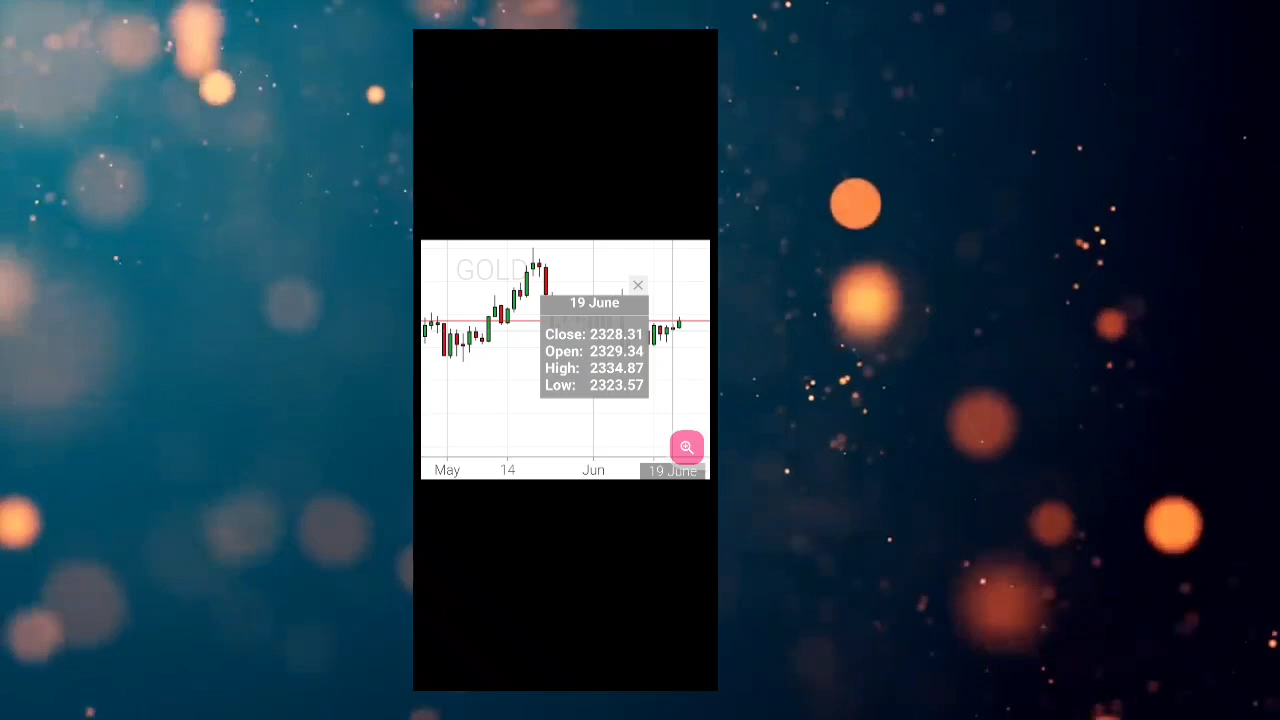 GOLD
19 June
Close: 2328.31
Open: 2329.34
High: 2334.87
Low: 2323.57
May 14 Jun 19 June